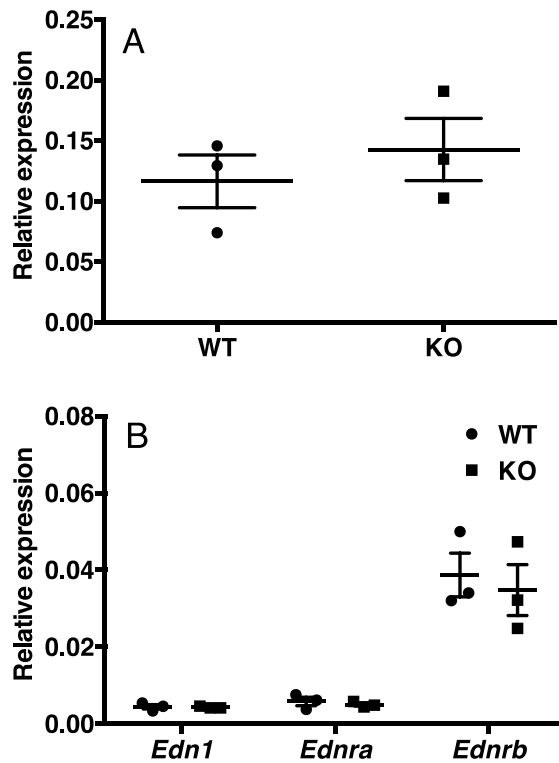 A
Relative expression
0.25
0.20
0.15
0.10
0.05
0.00
WT
KO
B
WT
KO
Relative expression
0.08
0.06
0.04
0.02
0.00
Edn1
Ednra
Ednrb